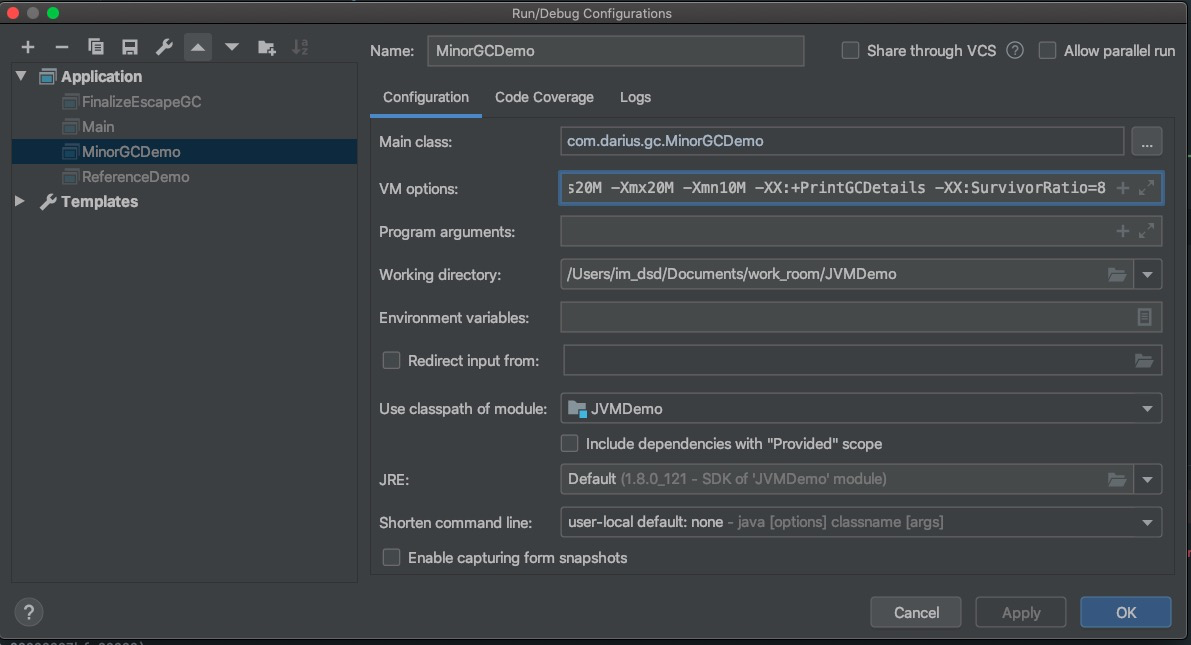 Run/Debug Configurations
Name: MinorGCDemo Share through VCS ? Allow parallel run
Application
FinalizeEscapeGC
Main
MinorGCDemo
ReferenceDemo
Templates
Configuration Code Coverage Logs
Main class: com.darius.gc.MinorGCDemo ...
VM options: s20M -Xmx20M -Xmn10M -XX:+PrintGCDetails -XX:SurvivorRatio=8
Program arguments:
Working directory: /Users/im_dsd/Documents/work_room/JVMDemo
Environment variables:
Redirect input from:
Use classpath of module: JVMDemo
Include dependencies with "Provided" scope
JRE: Default (1.8.0_121 - SDK of 'JVMDemo' module)
Shorten command line: user-local default: none - java [options] classname [args]
Enable capturing form snapshots
? Cancel Apply OK